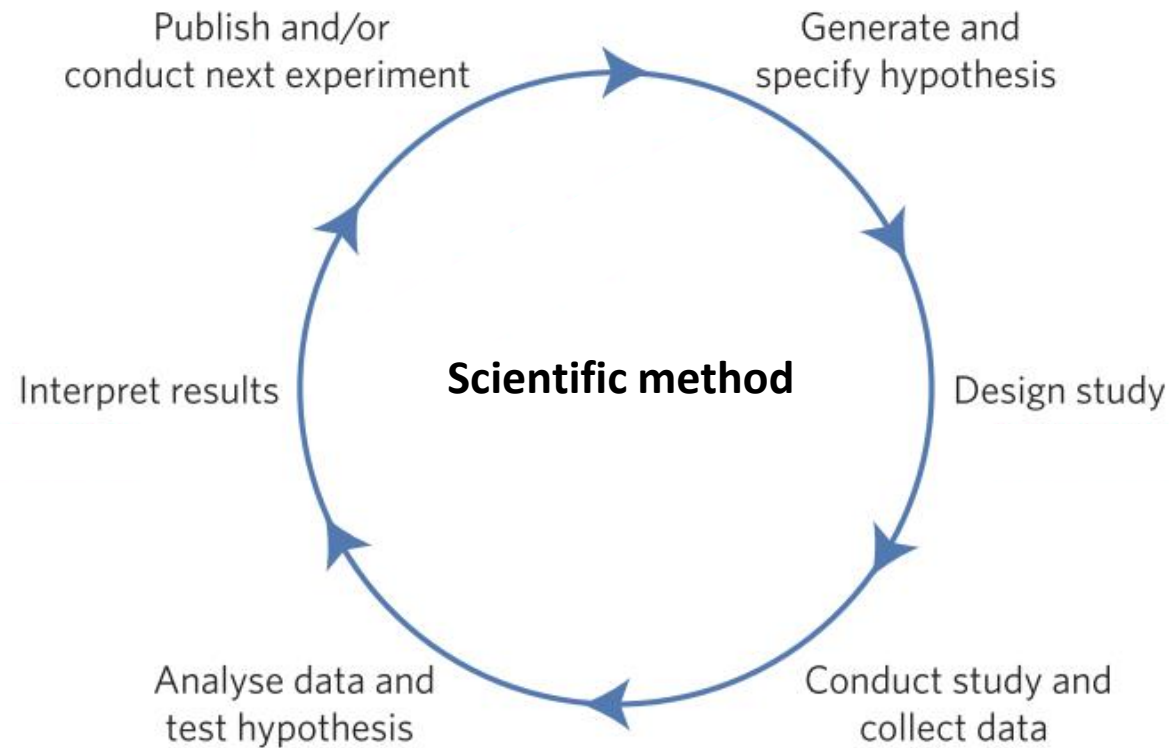 Publish and/or
conduct next experiment
Generate and
specify hypothesis
Interpret results
Scientific method
Design study
Analyse data and
test hypothesis
Conduct study and
collect data